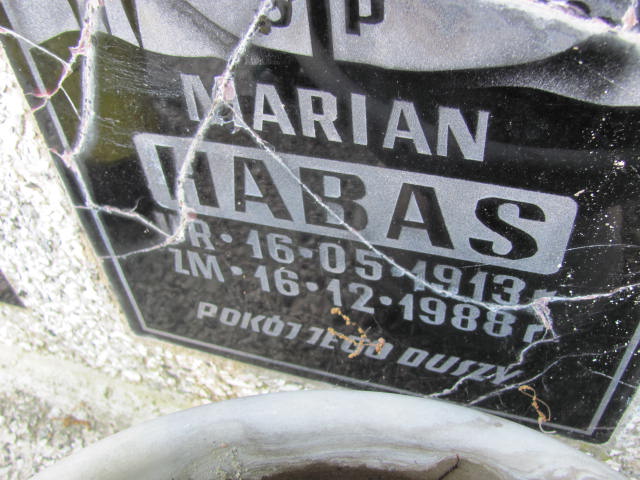 Ś P
MARIAN
HABAS
UR · 16 · 05 · 1913 r
ZM · 16 · 12 · 1988 r
POKÓJ JEGO DUSZY